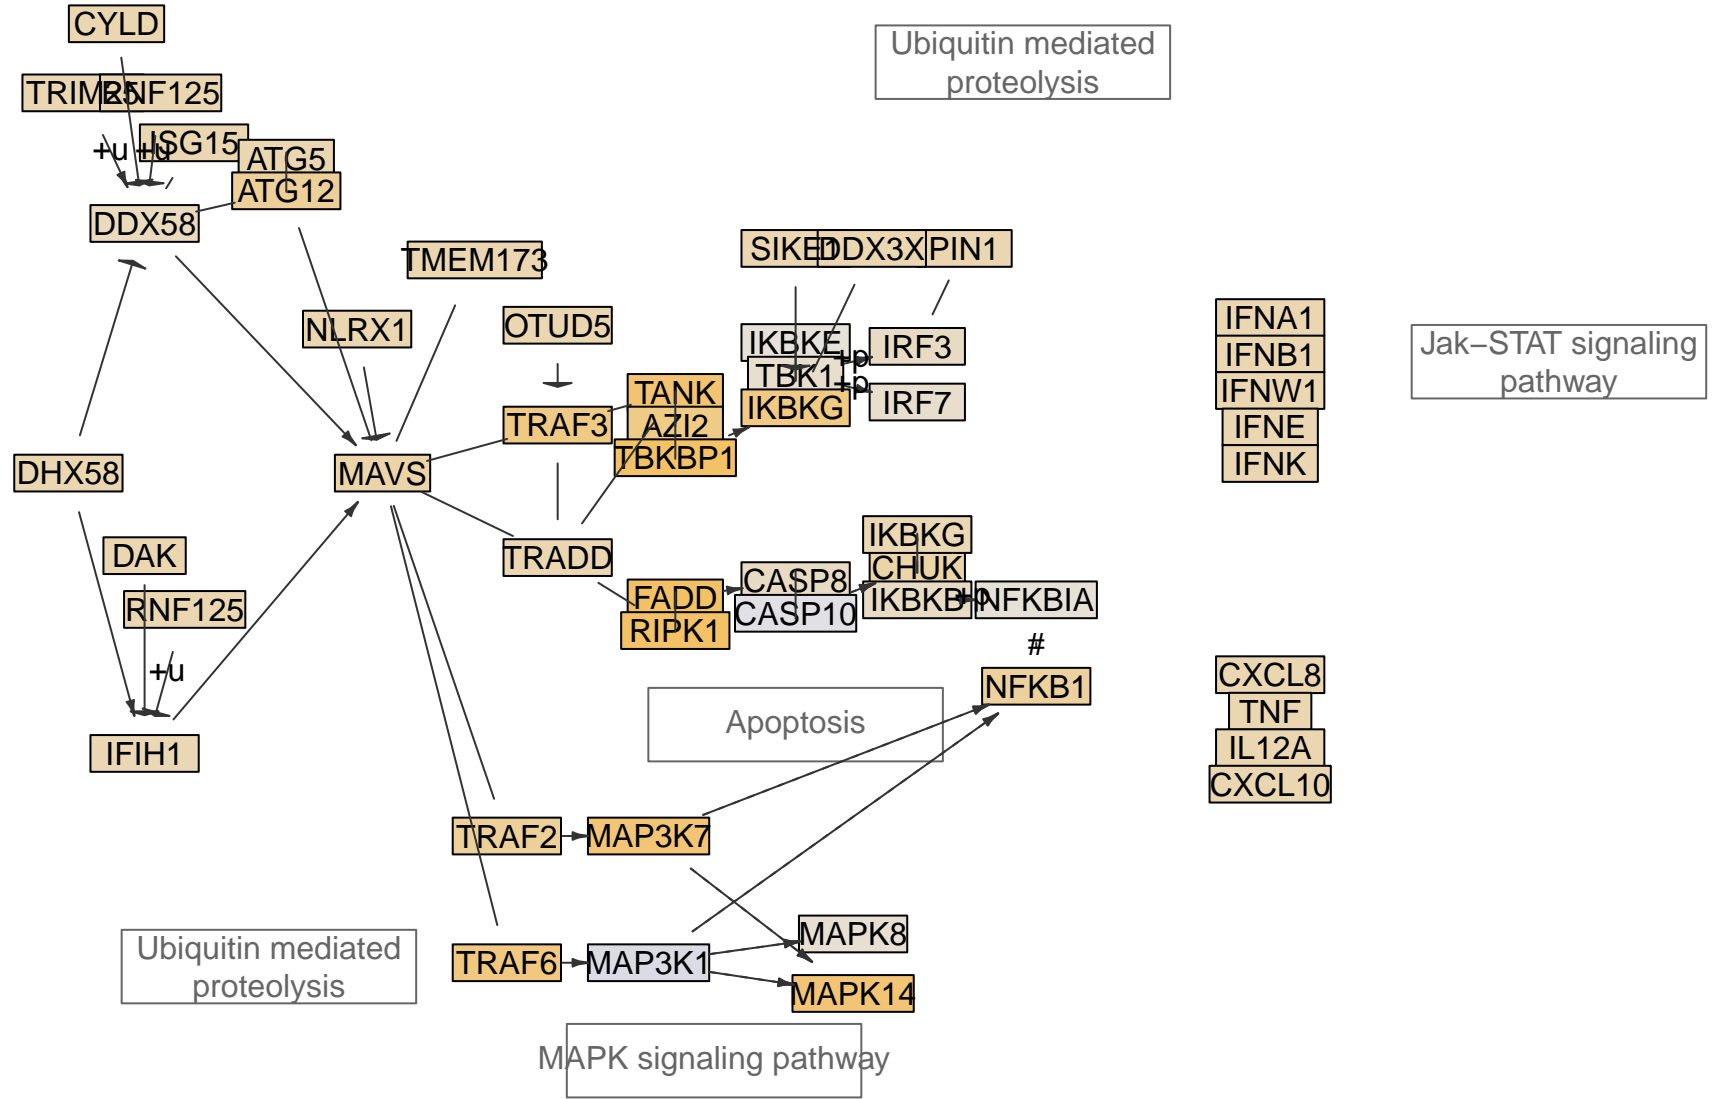 CYLD
Ubiquitin mediated
proteolysis
TRIM25
RNF125
ISG15
+u
+u
ATG5
ATG12
DDX58
TMEM173
SIKE1
DDX3X
PIN1
NLRX1
OTUD5
IKBKE
IRF3
+p
TBK1
+p
IRF7
TANK
IKBKG
TRAF3
AZI2
TBKBP1
IFNA1
IFNB1
IFNW1
IFNE
IFNK
Jak–STAT signaling
pathway
DHX58
MAVS
DAK
RNF125
+u
IFIH1
TRADD
FADD
RIPK1
CASP8
CASP10
IKBKG
CHUK
IKBKB
+p
NFKBIA
#
NFKB1
Apoptosis
CXCL8
TNF
IL12A
CXCL10
TRAF2
MAP3K7
TRAF6
MAP3K1
MAPK8
MAPK14
Ubiquitin mediated
proteolysis
MAPK signaling pathway